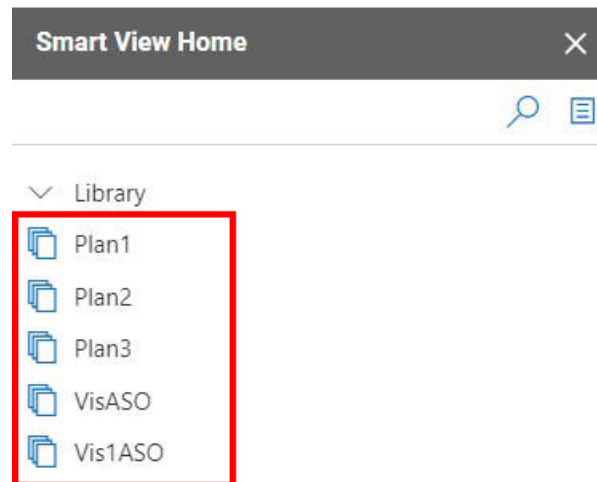 Smart View Home
Library
Plan1
Plan2
Plan3
VisASO
Vis1ASO